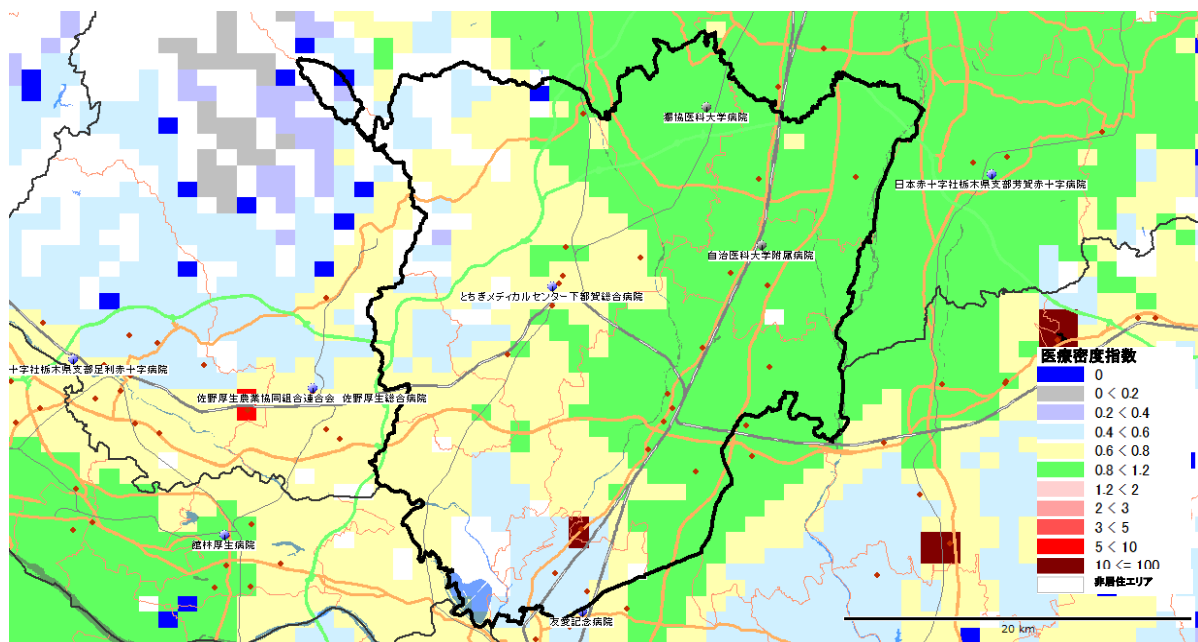 獨協医科大学病院
日本赤十字社栃木県支部芳賀赤十字病院
自治医科大学附属病院
とちぎメディカルセンター下都賀総合病院
十字社栃木県支部足利赤十字病院
佐野厚生農業協同組合連合会 佐野厚生総合病院
館林厚生病院
友愛記念病院
医療密度指数
0
0 < 0.2
0.2 < 0.4
0.4 < 0.6
0.6 < 0.8
0.8 < 1.2
1.2 < 2
2 < 3
3 < 5
5 < 10
10 <= 100
非居住エリア
20 km